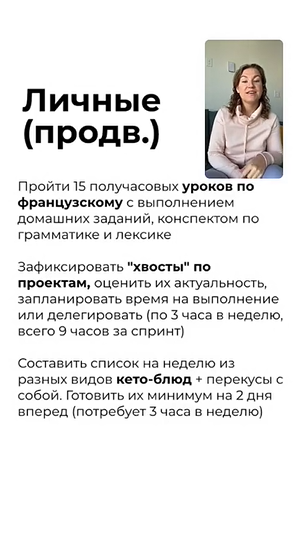 Личные
(продв.)
Пройти 15 получасовых уроков по
французскому с выполнением
домашних заданий, конспектом по
грамматике и лексике
Зафиксировать "хвосты" по
проектам, оценить их актуальность,
запланировать время на выполнение
или делегировать (по 3 часа в неделю,
всего 9 часов за спринт)
Составить список на неделю из
разных видов кето-блюд + перекусы с
собой. Готовить их минимум на 2 дня
вперед (потребует 3 часа в неделю)